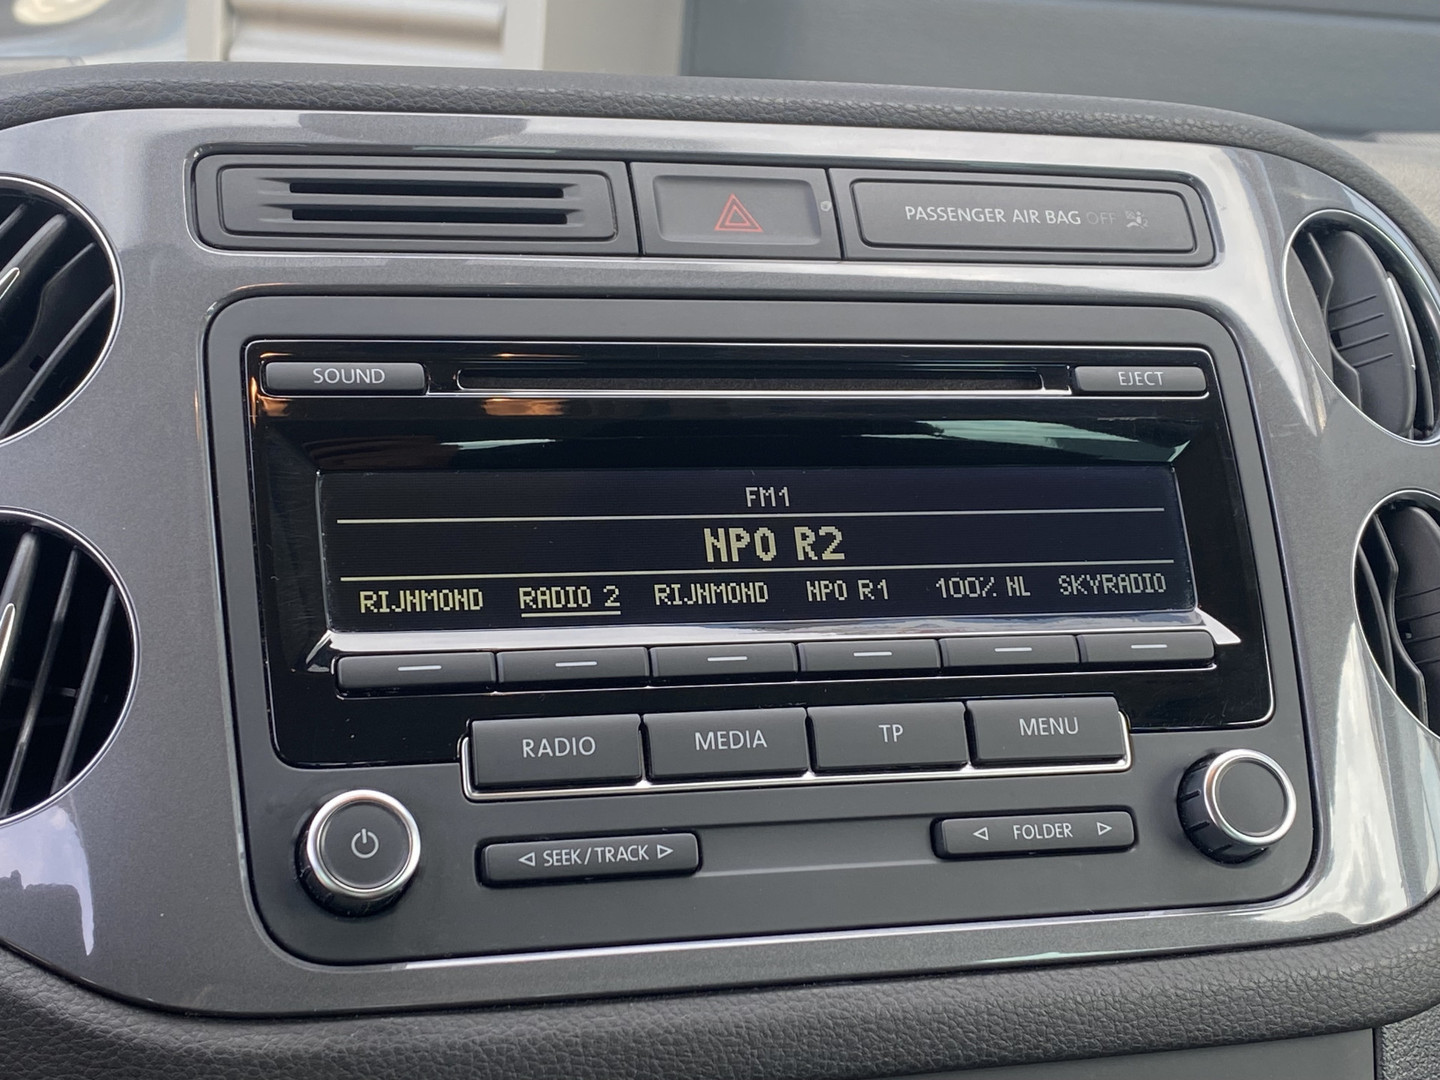 PASSENGER AIR BAG OFF
SOUND
EJECT
FM1
NPO R2
RIJNMOND RADIO 2 RIJNMOND NPO R1 100% NL SKYRADIO
RADIO MEDIA TP MENU
SEEK/TRACK
FOLDER